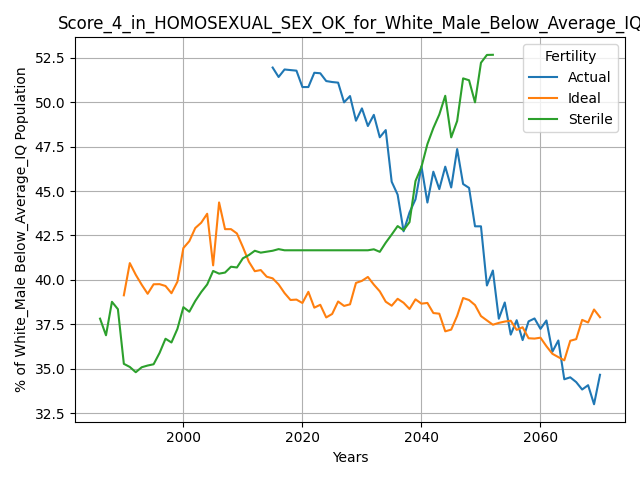 Score_4_in_HOMOSEXUAL_SEX_OK_for_White_Male_Below_Average_IQ
Fertility
Actual
Ideal
Sterile
% of White_Male Below_Average_IQ Population
52.5
50.0
47.5
45.0
42.5
40.0
37.5
35.0
32.5
2000
2020
2040
2060
Years